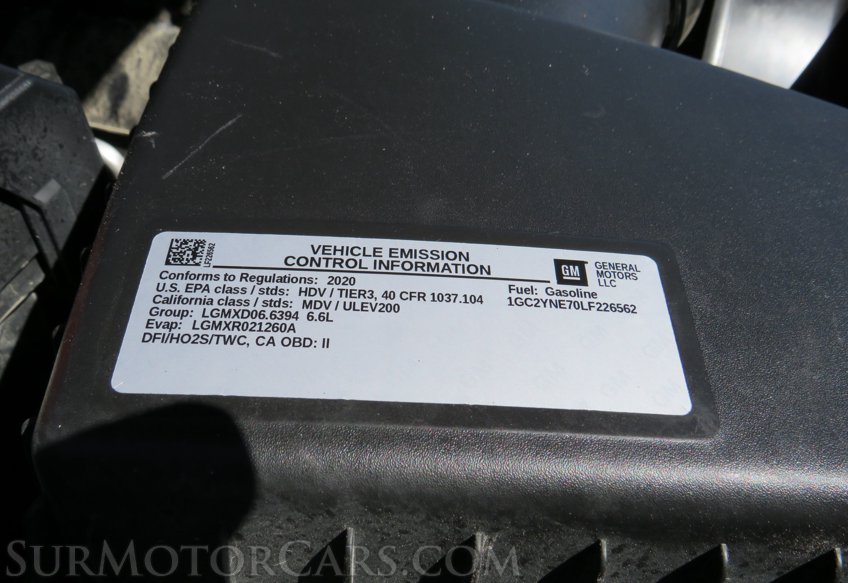 VEHICLE EMISSION
CONTROL INFORMATION
GM
GENERAL
MOTORS
LLC
LF226562
Conforms to Regulations: 2020
U.S. EPA class / stds: HDV / TIER3, 40 CFR 1037.104
California class / stds: MDV / ULEV200
Group: LGMXD06.6394 6.6L
Evap: LGMXR021260A
DFI/HO2S/TWC, CA OBD: II
Fuel: Gasoline
1GC2YNE70LF226562
SurMotorCars.com